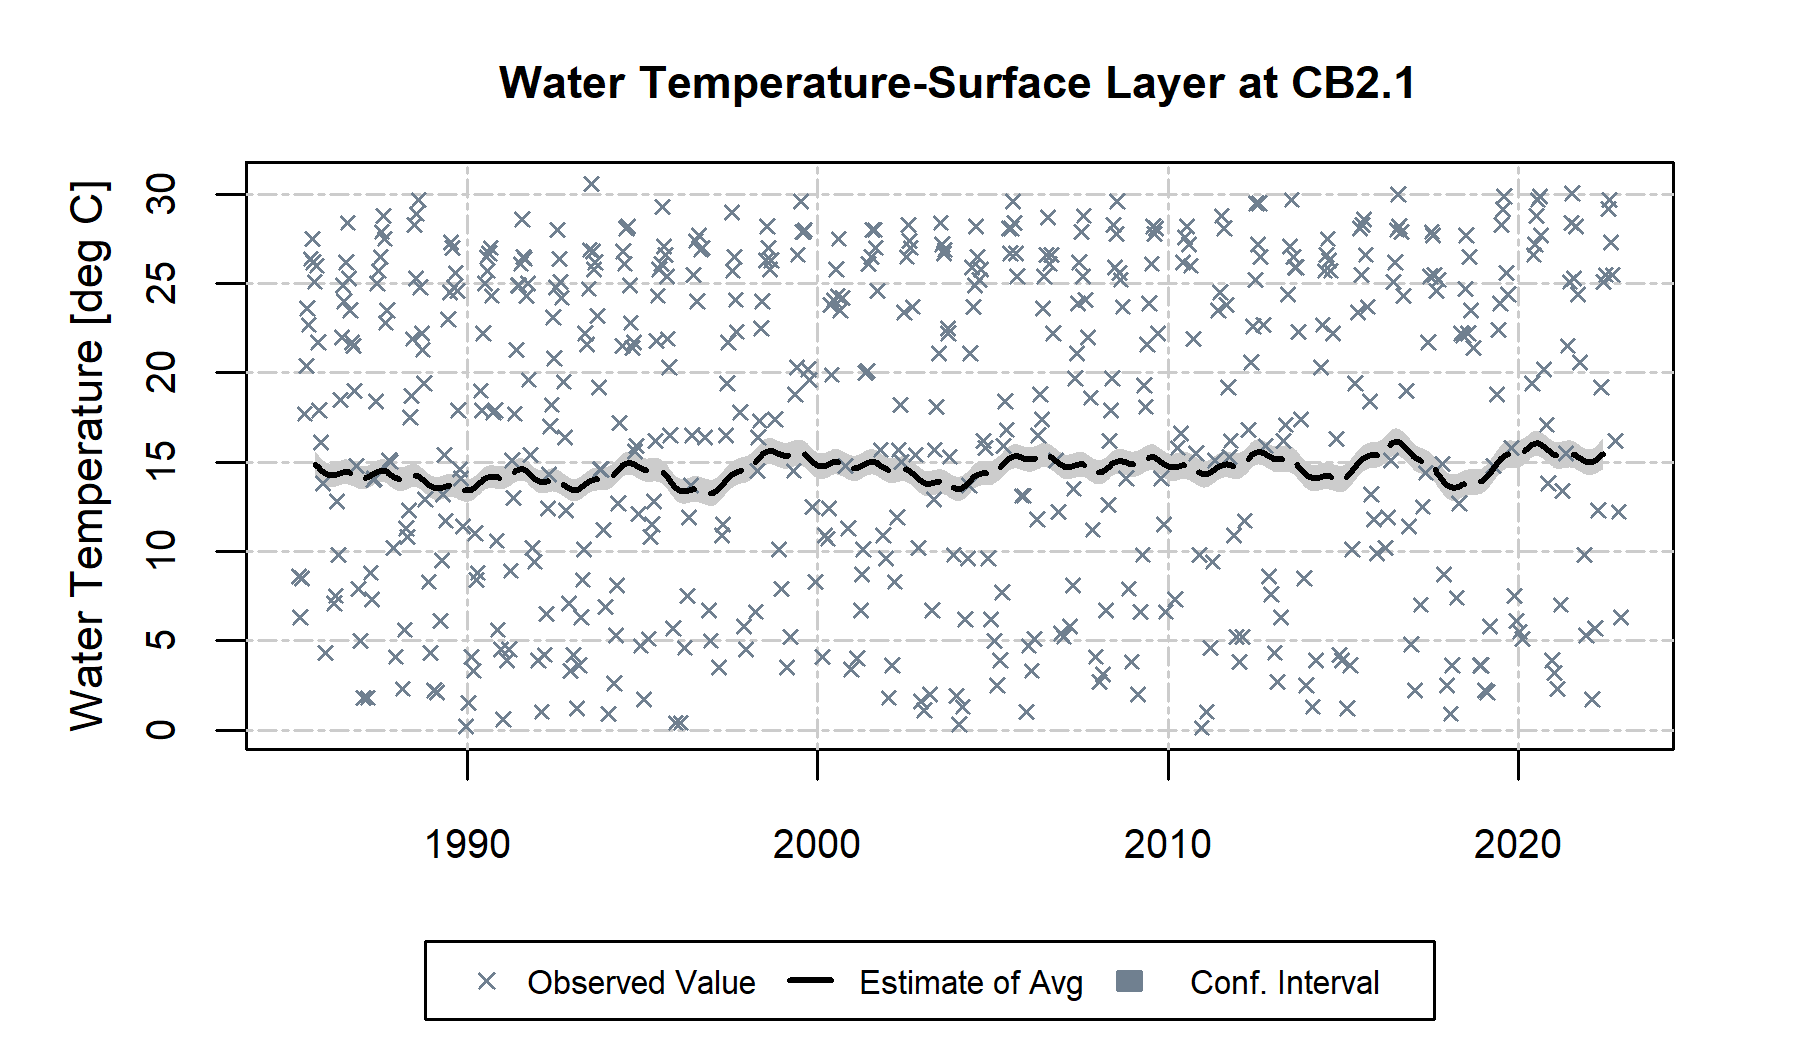 Water Temperature-Surface Layer at CB2.1
Water Temperature [deg C]
30
25
20
15
10
5
0
1990 2000 2010 2020
Observed Value Estimate of Avg Conf. Interval